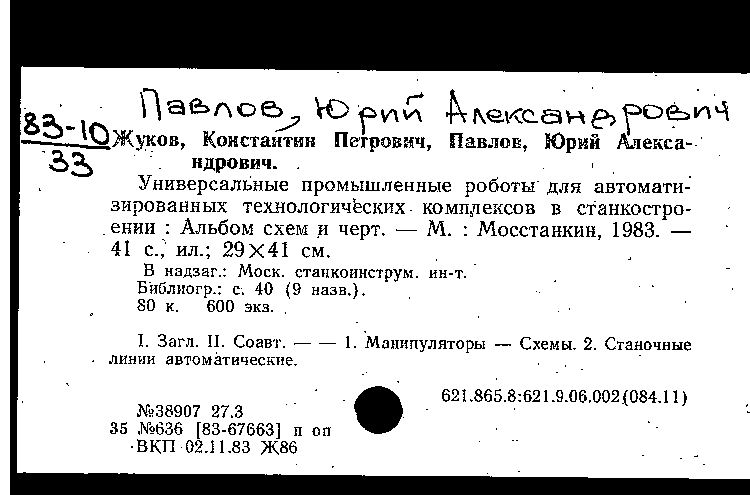 Павлов, Юрий Александрович
83-10
33
Жуков, Константин Петрович, Павлов, Юрий Алекса-
ндрович.
Универсальные промышленные роботы для автомати-
зированных технологических комплексов в станкостро-
ении : Альбом схем и черт. — М. : Мосстанкин, 1983. —
41 с., ил.; 29×41 см.
В надзаг.: Моск. станкоинструм. ин-т.
Библиогр.: с. 40 (9 назв.).
80 к. 600 экз.
I. Загл. II. Соавт. — — 1. Манипуляторы — Схемы. 2. Станочные
линии автоматические.
621.865.8:621.9.06.002(084.11)
№38907 27.3
35 №636 [83-67663] п оп
ВКП 02.11.83 Ж86